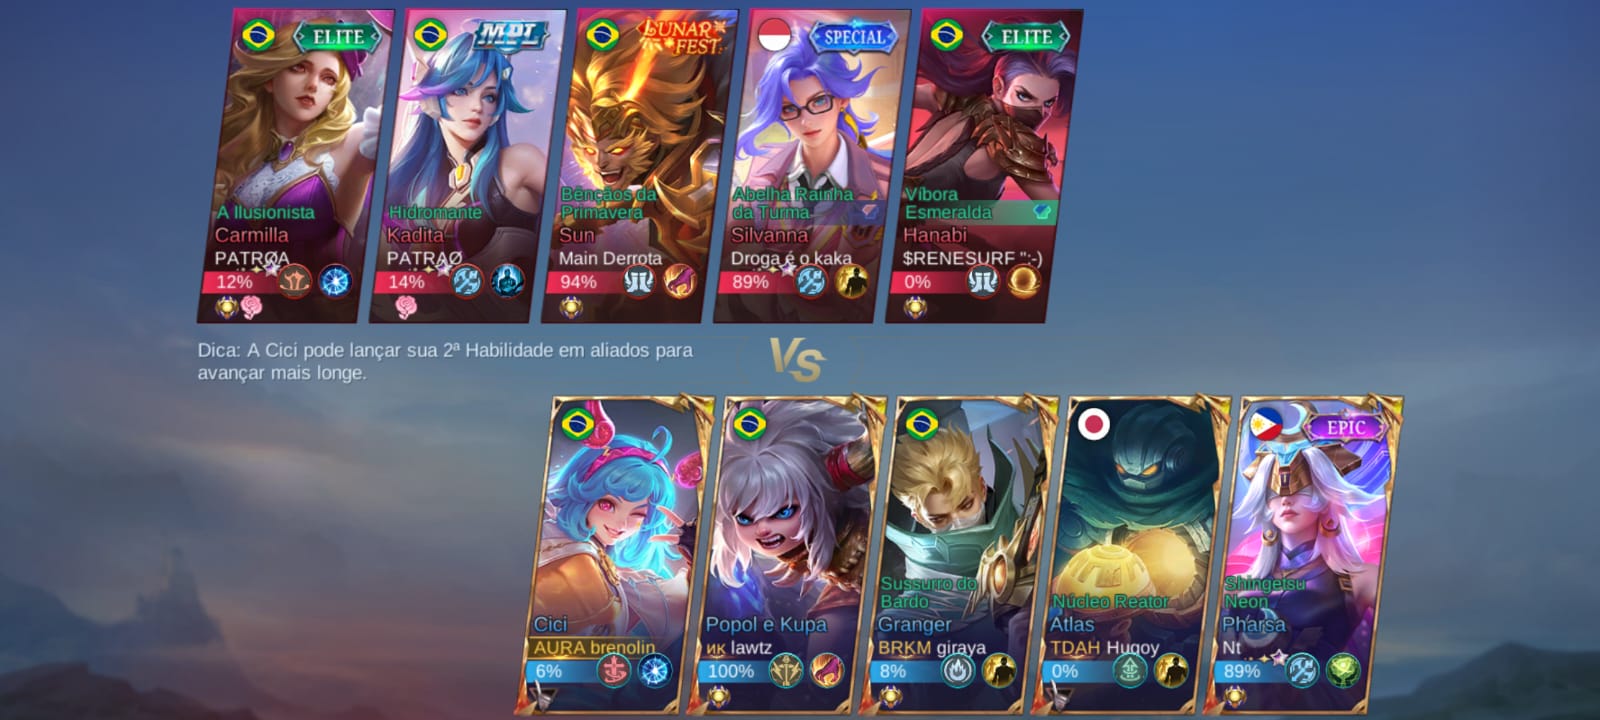 ELITE
A Ilusionista
Carmilla
PATRØA
12%
MPL
Hidromante
Kadita
PATRAØ
14%
LUNAR
FEST
Bênçãos da
Primavera
Sun
Main Derrota
94%
SPECIAL
Abelha Rainha
da Turma
Silvanna
Droga é o kaka
89%
ELITE
Víbora
Esmeralda
Hanabi
$RENESURF ":-)
0%
Dica: A Cici pode lançar sua 2ª Habilidade em aliados para
avançar mais longe.
Vs
Cici
AURA brenolin
6%
Popol e Kupa
ик lawtz
100%
Sussurro do
Bardo
Granger
BRKM giraya
8%
Núcleo Reator
Atlas
TDAH Hugoy
0%
EPIC
Shingetsu
Neon
Pharsa
Nt
89%